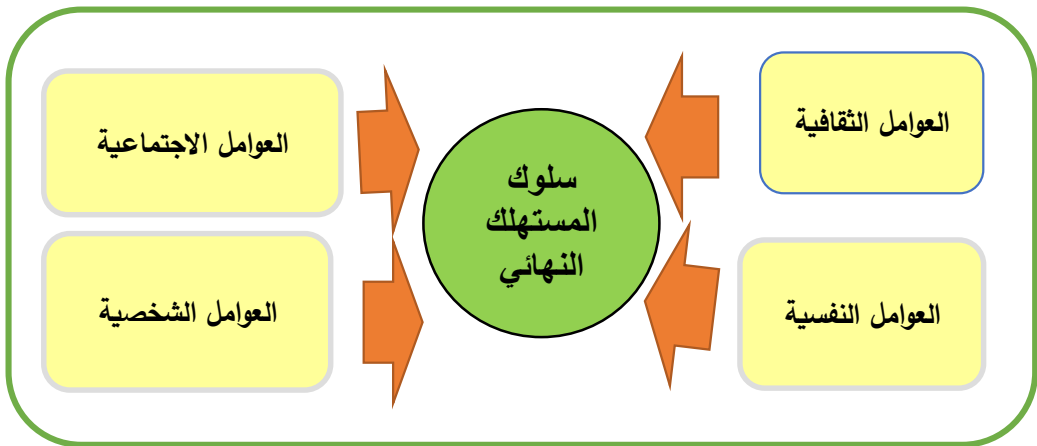 العوامل الثقافية
العوامل الاجتماعية
سلوك
المستهلك
النهائي
العوامل النفسية
العوامل الشخصية